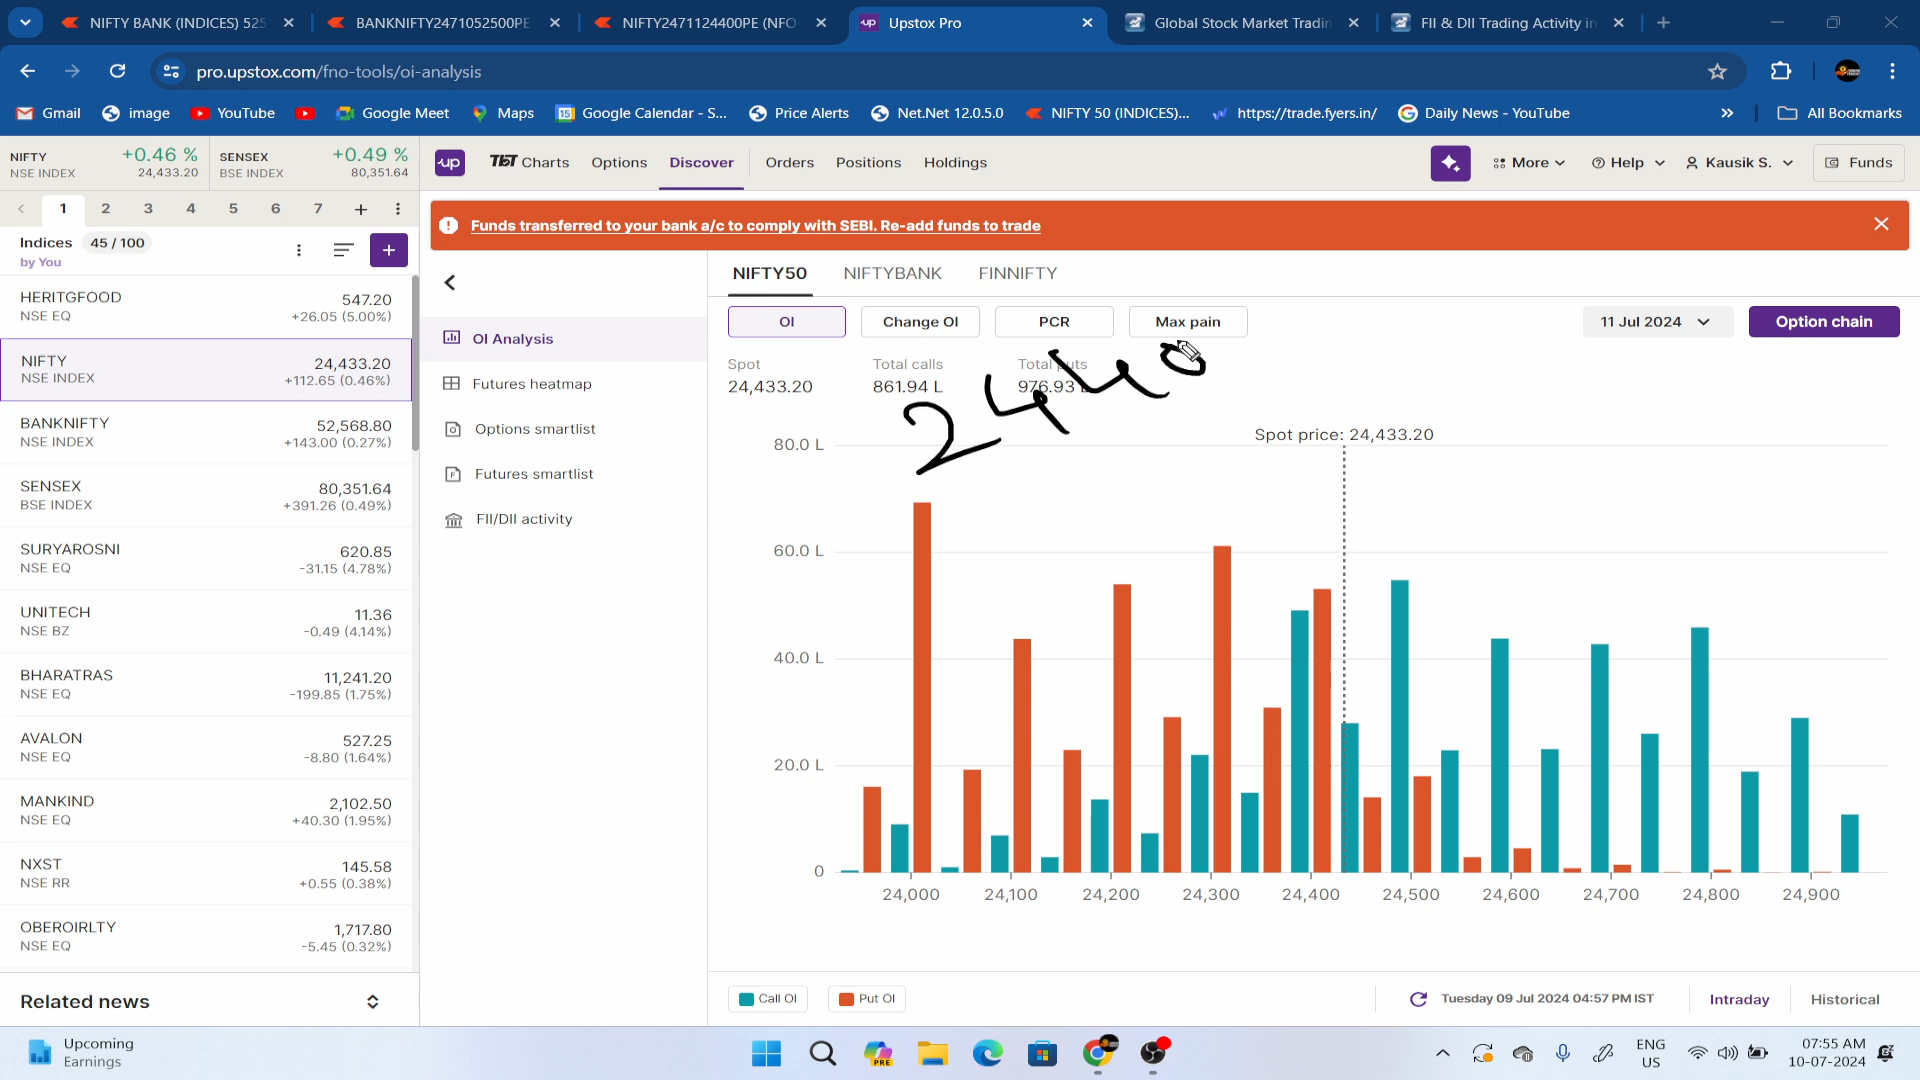 NIFTY BANK (INDICES) 525
BANKNIFTY2471052500PE
NIFTY2471124400PE (NFO
Upstox Pro
Global Stock Market Tradin
FII & DII Trading Activity in
pro.upstox.com/fno-tools/oi-analysis
Gmail
image
YouTube
Google Meet
Maps
Google Calendar - S...
Price Alerts
Net.Net 12.0.5.0
NIFTY 50 (INDICES)...
https://trade.fyers.in/
Daily News - YouTube
All Bookmarks
NIFTY +0.46 %
NSE INDEX 24,433.20
SENSEX +0.49 %
BSE INDEX 80,351.64
up
TBT Charts
Options
Discover
Orders
Positions
Holdings
More
Help
Kausik S.
Funds
1 2 3 4 5 6 7
Indices 45 / 100
by You
Funds transferred to your bank a/c to comply with SEBI. Re-add funds to trade
HERITGFOOD 547.20
NSE EQ +26.05 (5.00%)
NIFTY 24,433.20
NSE INDEX +112.65 (0.46%)
BANKNIFTY 52,568.80
NSE INDEX +143.00 (0.27%)
SENSEX 80,351.64
BSE INDEX +391.26 (0.49%)
SURYAROSNI 620.85
NSE EQ -31.15 (4.78%)
UNITECH 11.36
NSE BZ -0.49 (4.14%)
BHARATRAS 11,241.20
NSE EQ -199.85 (1.75%)
AVALON 527.25
NSE EQ -8.80 (1.64%)
MANKIND 2,102.50
NSE EQ +40.30 (1.95%)
NXST 145.58
NSE RR +0.55 (0.38%)
OBEROIRLTY 1,717.80
NSE EQ -5.45 (0.32%)
Related news
OI Analysis
Futures heatmap
Options smartlist
Futures smartlist
FII/DII activity
NIFTY50 NIFTYBANK FINNIFTY
OI Change OI PCR Max pain
11 Jul 2024
Option chain
Spot Total calls Total puts
24,433.20 861.94 L 976.93
2440
Spot price: 24,433.20
80.0 L
60.0 L
40.0 L
20.0 L
0
24,000 24,100 24,200 24,300 24,400 24,500 24,600 24,700 24,800 24,900
Call OI
Put OI
Tuesday 09 Jul 2024 04:57 PM IST
Intraday
Historical
Upcoming
Earnings
PRE
ENG
US
07:55 AM
10-07-2024